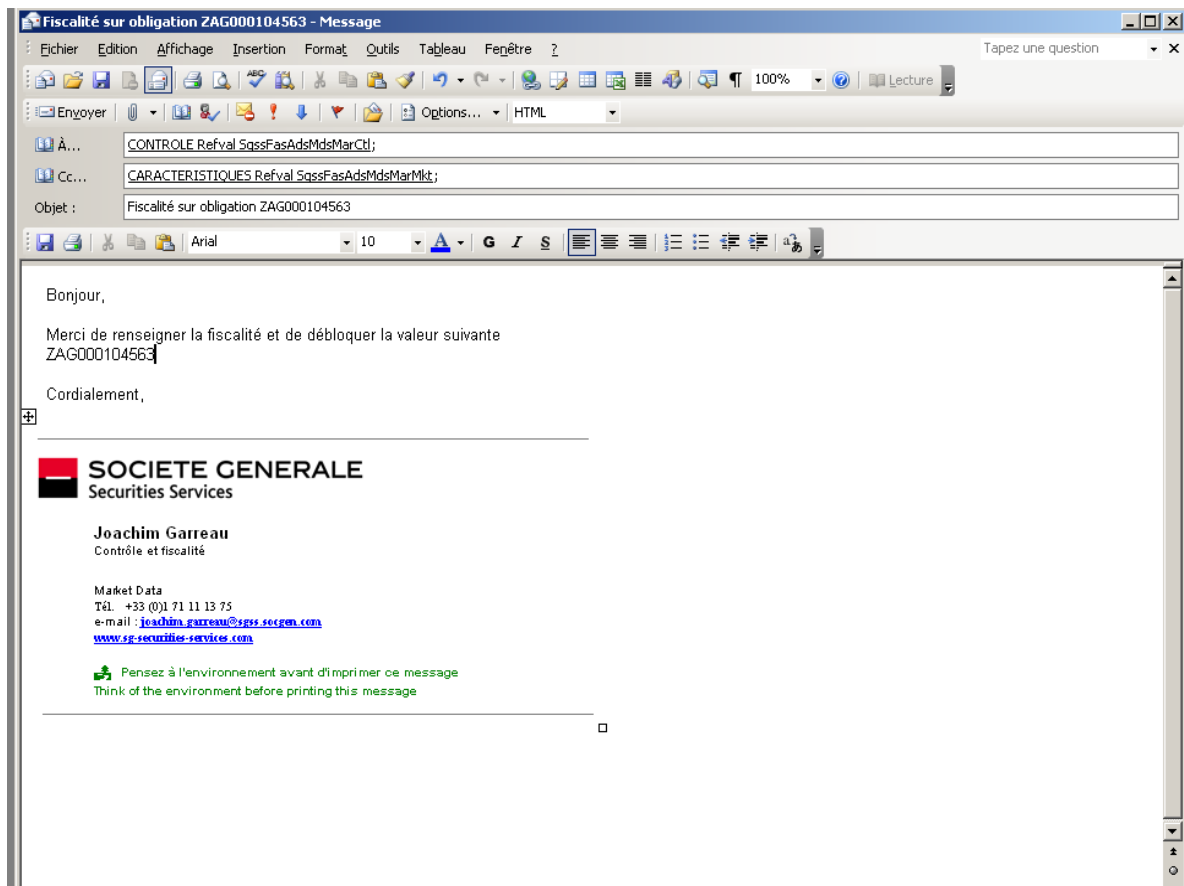 Fiscalité sur obligation ZAG000104563 - Message
Fichier Edition Affichage Insertion Format Outils Tableau Fenêtre ? Tapez une question
100% Lecture
Envoyer Options... HTML
À... CONTROLE Refval SgssFasAdsMdsMarCtl;
Cc... CARACTERISTIQUES Refval SgssFasAdsMdsMarMkt;
Objet : Fiscalité sur obligation ZAG000104563
Arial 10 A G I S
Bonjour,
Merci de renseigner la fiscalité et de débloquer la valeur suivante
ZAG000104563
Cordialement,
SOCIETE GENERALE
Securities Services
Joachim Garreau
Contrôle et fiscalité
Market Data
Tél. +33 (0)1 71 11 13 75
e-mail : joachim.garreau@sgss.socgen.com
www.sg-securities-services.com
Pensez à l'environnement avant d'imprimer ce message
Think of the environment before printing this message